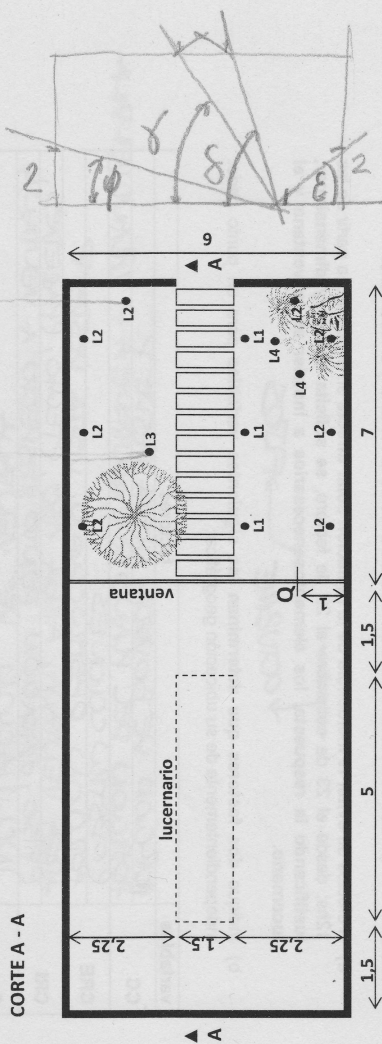 CORTE A - A
2
φ
γ
δ
ε
2
A
A
6
2,25
1,5
2,25
lucernario
ventana
Q
1
L2
L2
L2
L2
L3
L1
L1
L1
L4
L4
L2
L2
L2
L2
1,5
5
1,5
7